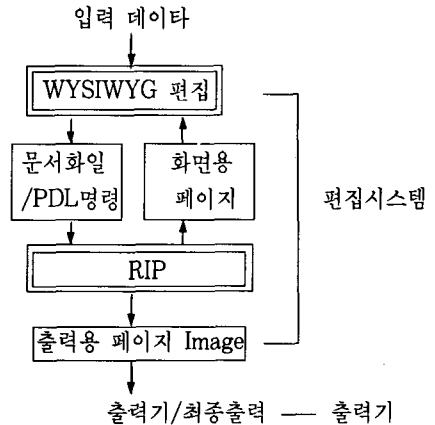 입력 데이타
WYSIWYG 편집
문서화일
/PDL명령
화면용
페이지
편집시스템
RIP
출력용 페이지 Image
출력기/최종출력 — 출력기